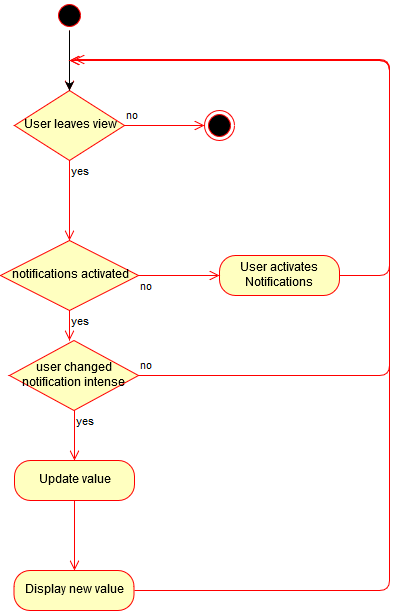 User leaves view
no
yes
notifications activated
no
User activates
Notifications
yes
user changed
notification intense
no
yes
Update value
Display new value